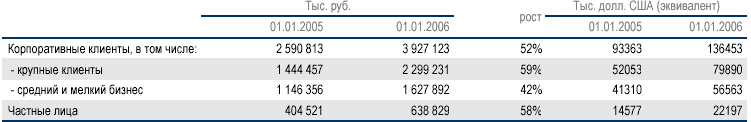 Тыс. руб. рост Тыс. долл. США (эквивалент)
01.01.2005 01.01.2006 01.01.2005 01.01.2006
Корпоративные клиенты, в том числе: 2 590 813 3 927 123 52% 93363 136453
- крупные клиенты 1 444 457 2 299 231 59% 52053 79890
- средний и мелкий бизнес 1 146 356 1 627 892 42% 41310 56563
Частные лица 404 521 638 829 58% 14577 22197